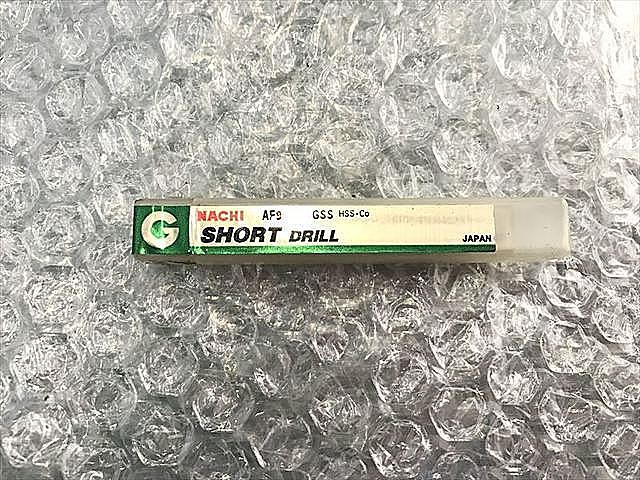 G
NACHI AF9 GSS HSS-Co
SHORT DRILL
JAPAN